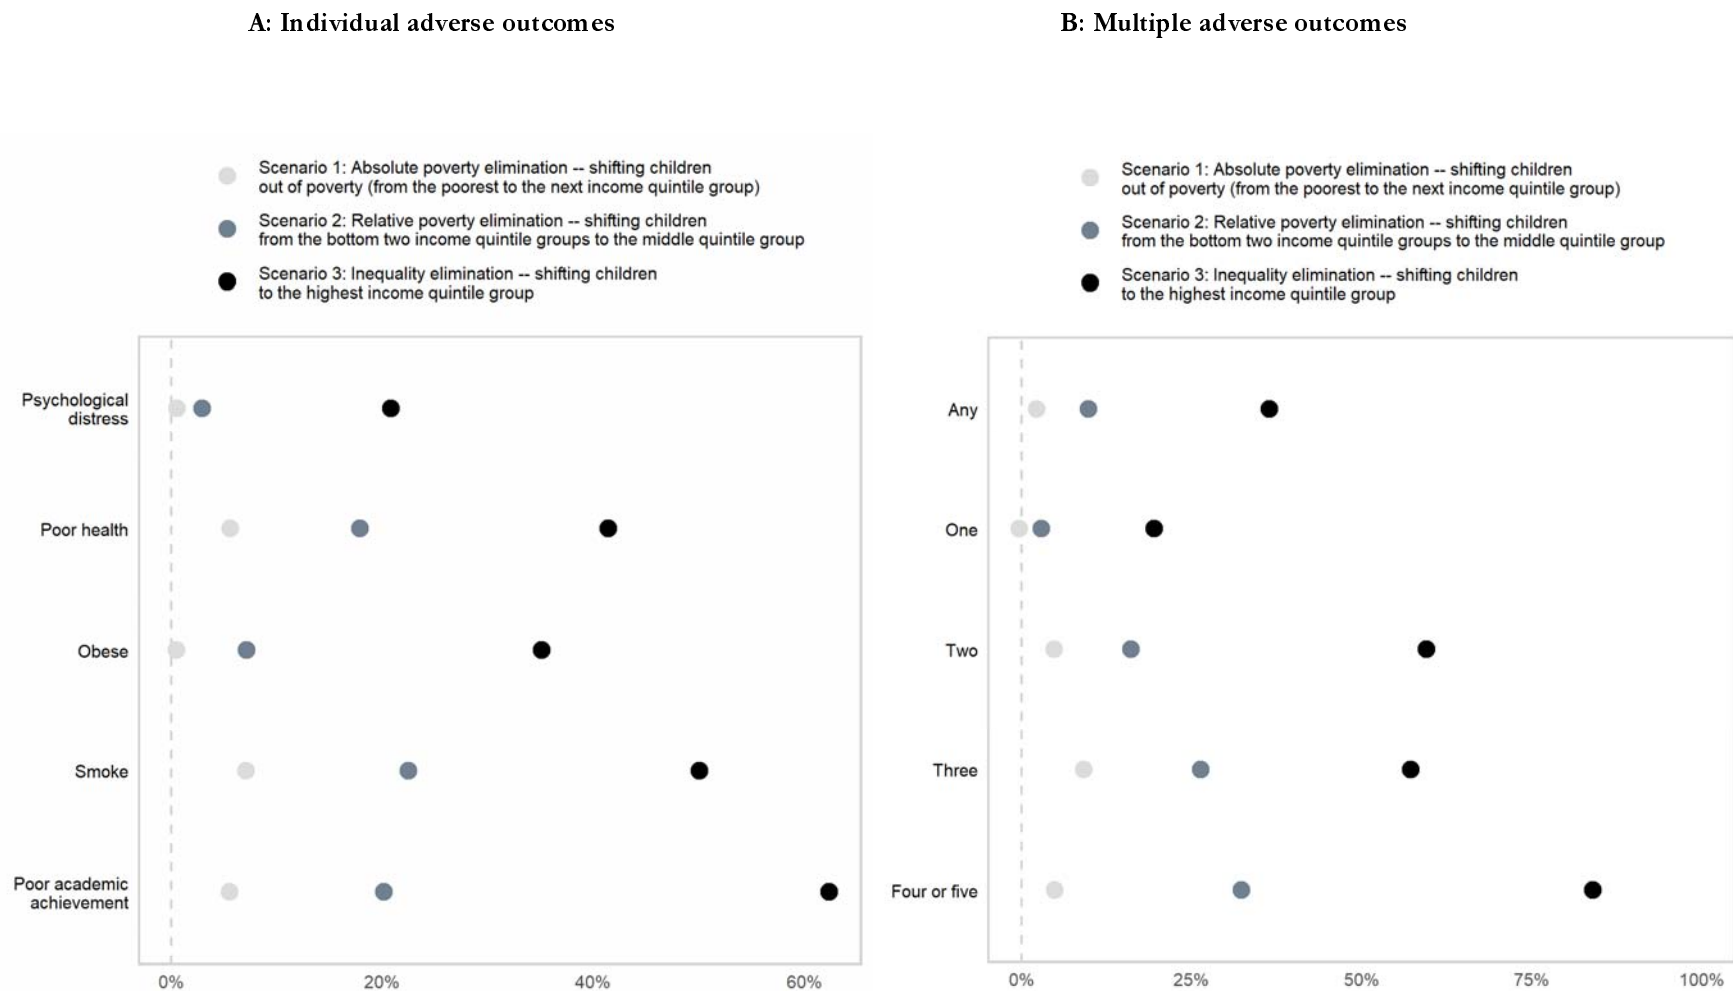 A: Individual adverse outcomes
Scenario 1: Absolute poverty elimination -- shifting children
out of poverty (from the poorest to the next income quintile group)
Scenario 2: Relative poverty elimination -- shifting children
from the bottom two income quintile groups to the middle quintile group
Scenario 3: Inequality elimination -- shifting children
to the highest income quintile group
Psychological
distress
Poor health
Obese
Smoke
Poor academic
achievement
0% 20% 40% 60%
B: Multiple adverse outcomes
Scenario 1: Absolute poverty elimination -- shifting children
out of poverty (from the poorest to the next income quintile group)
Scenario 2: Relative poverty elimination -- shifting children
from the bottom two income quintile groups to the middle quintile group
Scenario 3: Inequality elimination -- shifting children
to the highest income quintile group
Any
One
Two
Three
Four or five
0% 25% 50% 75% 100%